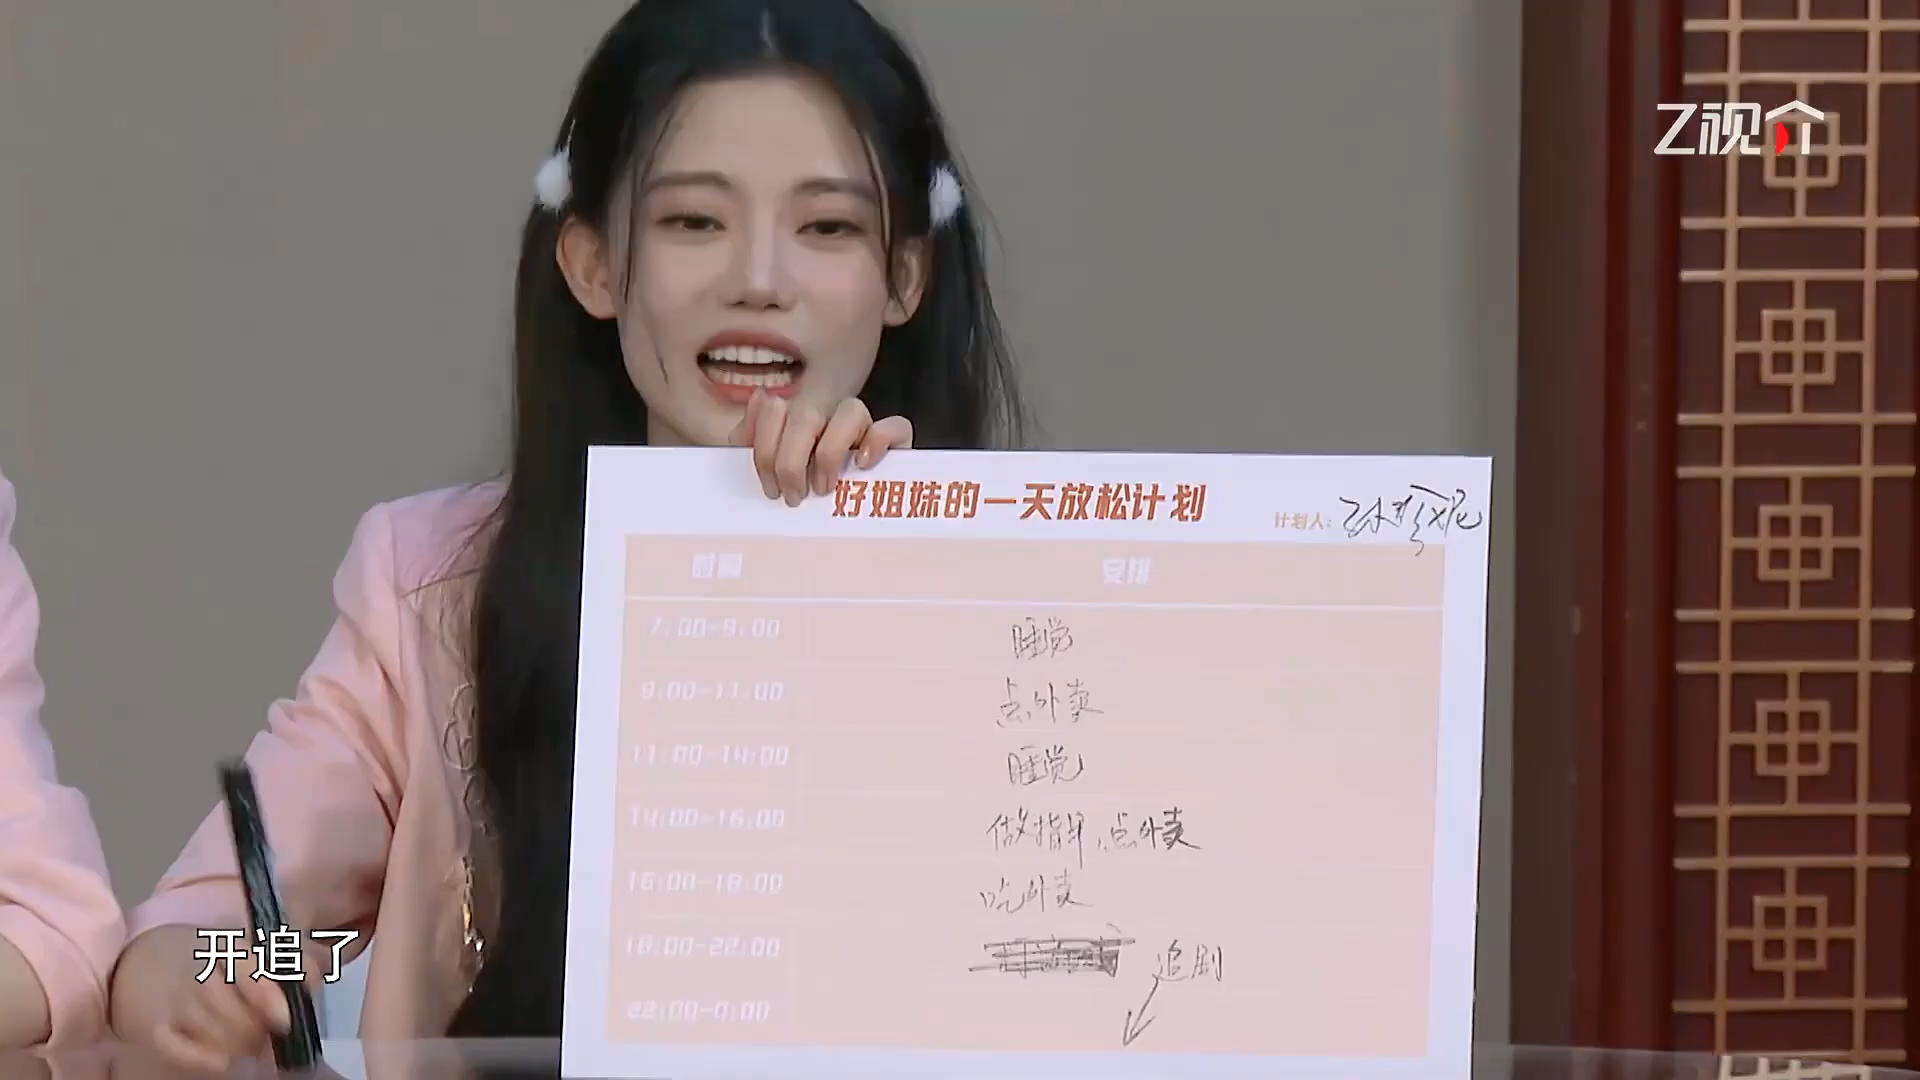 Z视介
好姐妹的一天放松计划
计划人：孙珍妮
时间 安排
7:00-9:00 睡觉
9:00-11:00 点外卖
11:00-14:00 睡觉
14:00-16:00 做指甲,点外卖
16:00-18:00 吃外卖
18:00-22:00 追剧
22:00-0:00
开追了